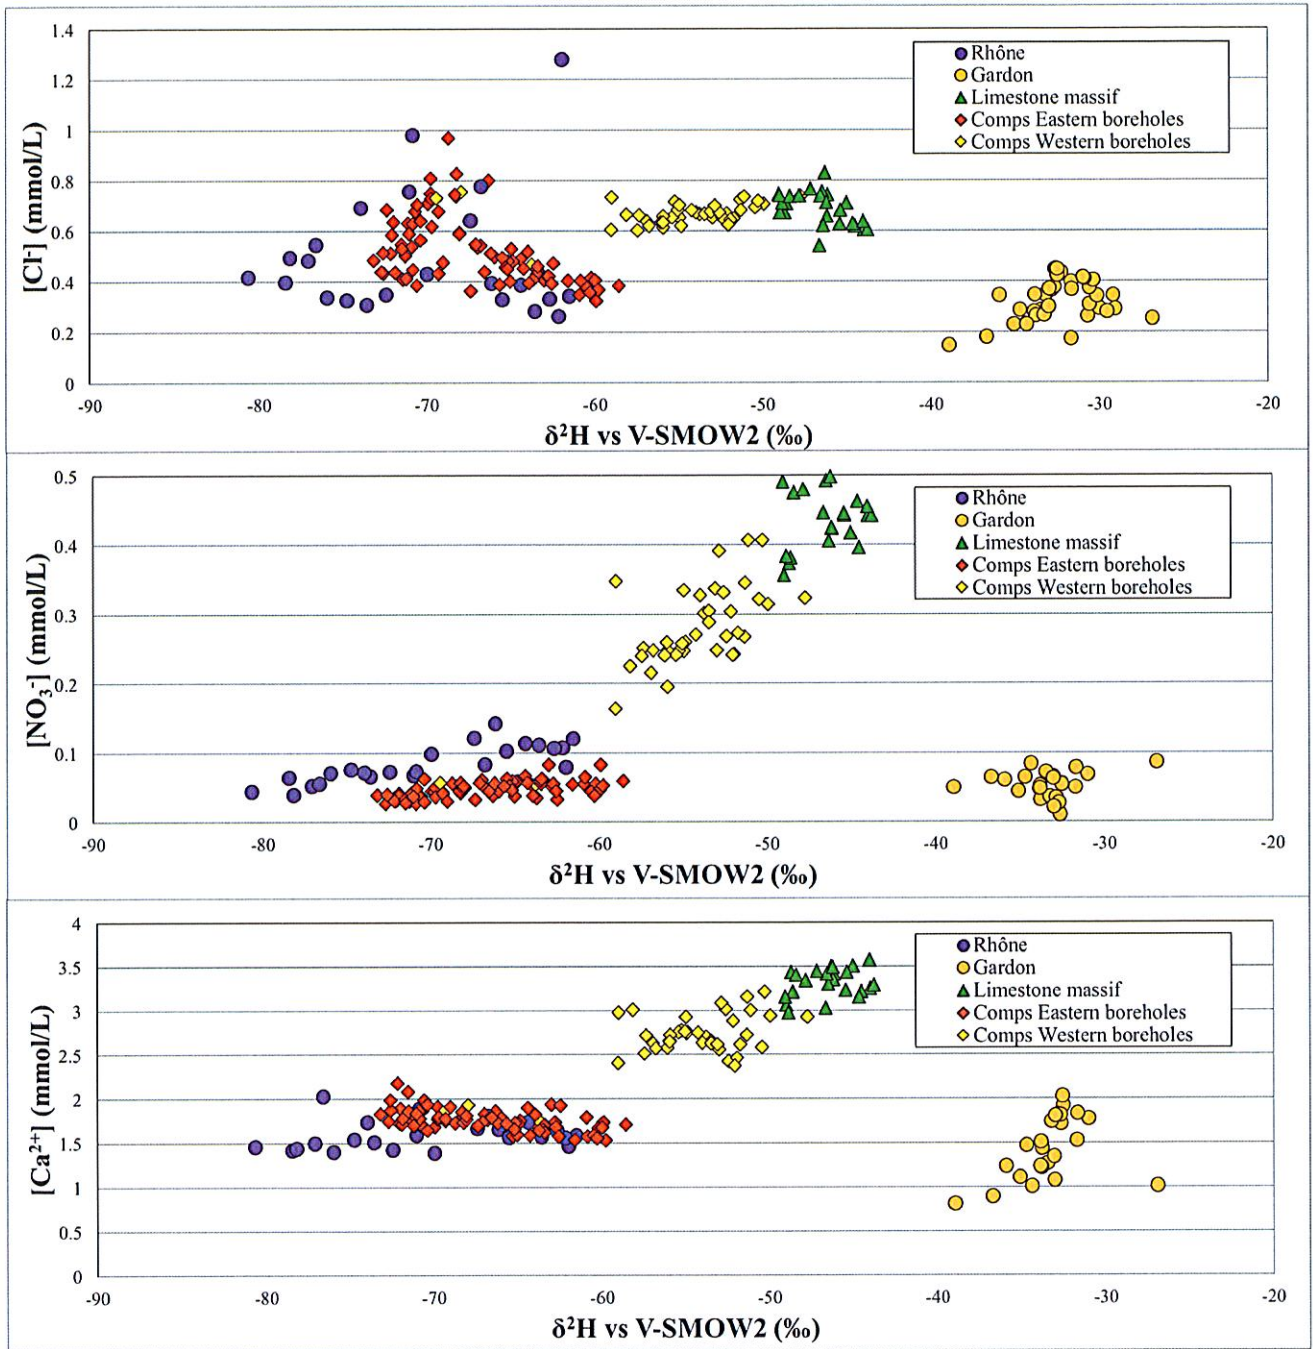 1.4
1.2
1
0.8
0.6
0.4
0.2
0
[Cl⁻] (mmol/L)
Rhône
Gardon
Limestone massif
Comps Eastern boreholes
Comps Western boreholes
-90 -80 -70 -60 -50 -40 -30 -20
δ²H vs V-SMOW2 (‰)
0.5
0.4
0.3
0.2
0.1
0
[NO₃⁻] (mmol/L)
Rhône
Gardon
Limestone massif
Comps Eastern boreholes
Comps Western boreholes
-90 -80 -70 -60 -50 -40 -30 -20
δ²H vs V-SMOW2 (‰)
4
3.5
3
2.5
2
1.5
1
0.5
0
[Ca²⁺] (mmol/L)
Rhône
Gardon
Limestone massif
Comps Eastern boreholes
Comps Western boreholes
-90 -80 -70 -60 -50 -40 -30 -20
δ²H vs V-SMOW2 (‰)